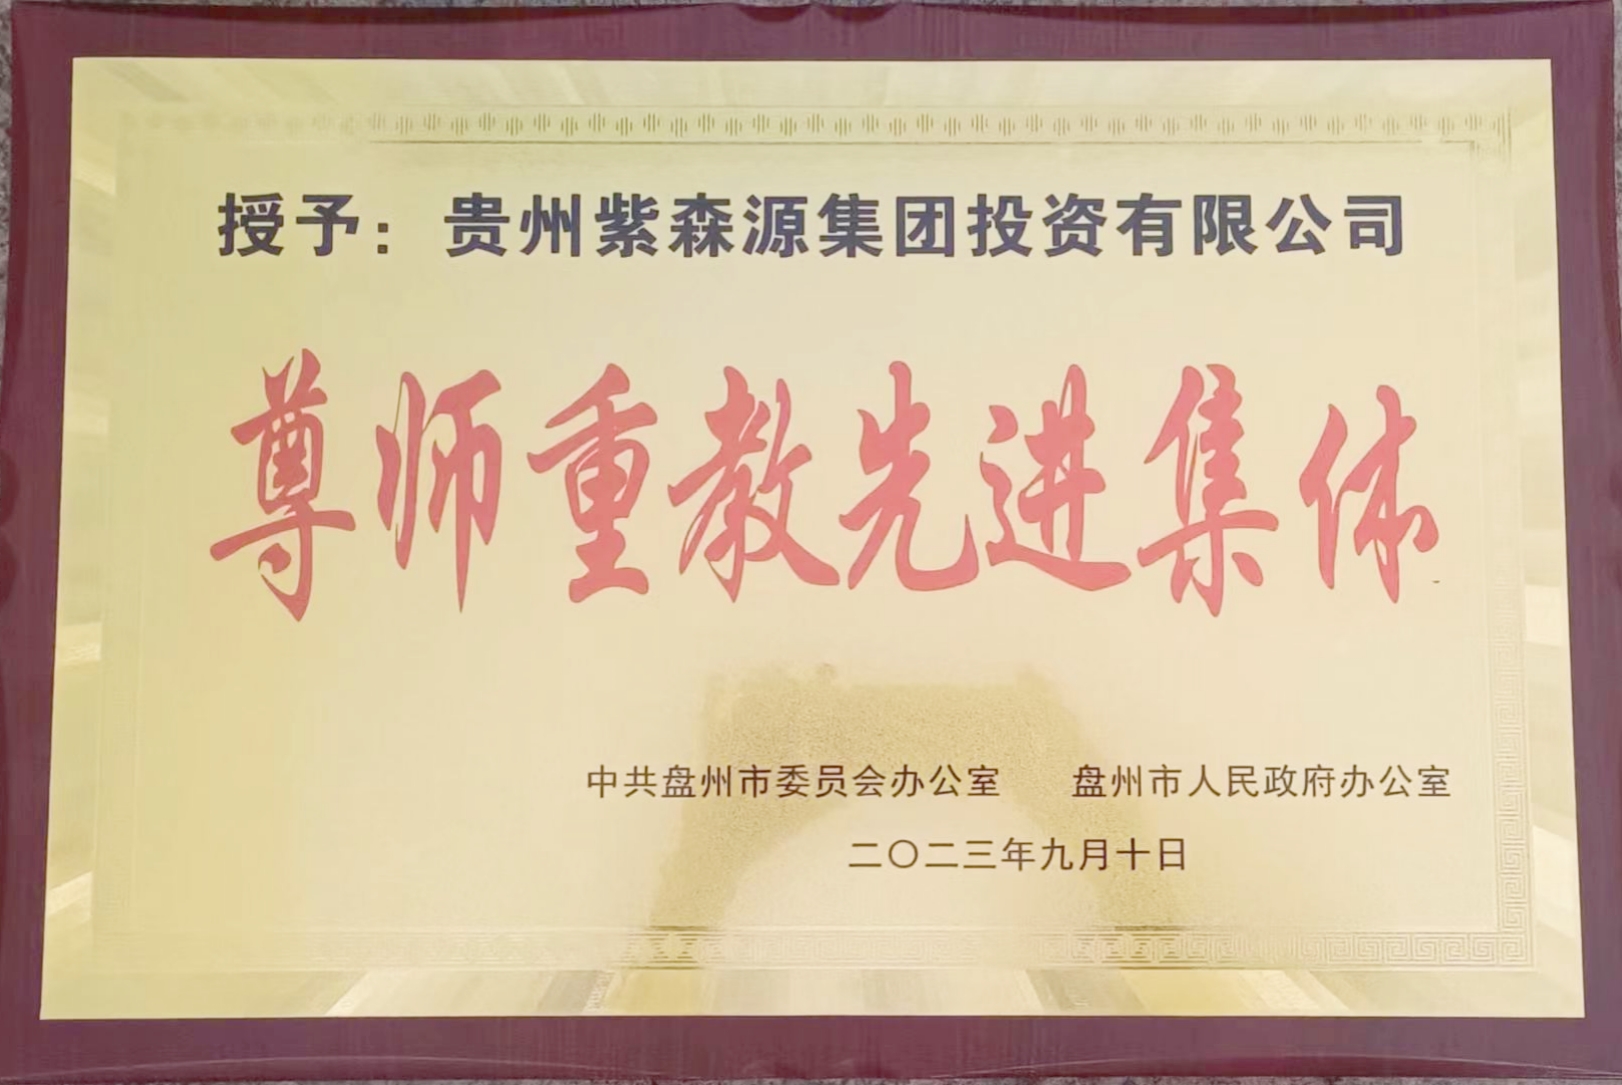 授予：贵州紫森源集团投资有限公司
尊师重教先进集体
中共盘州市委员会办公室 盘州市人民政府办公室
二〇二三年九月十日